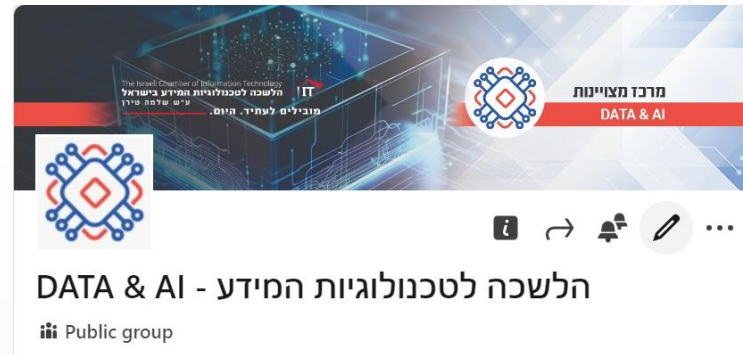 The Israeli Chamber of Information Technology
הלשכה לטכנולוגיות המידע בישראל
ע"ש שלמה טירן
IT
מובילים לעתיד. היום.
מרכז מצויינות
DATA & AI
הלשכה לטכנולוגיות המידע - DATA & AI
Public group